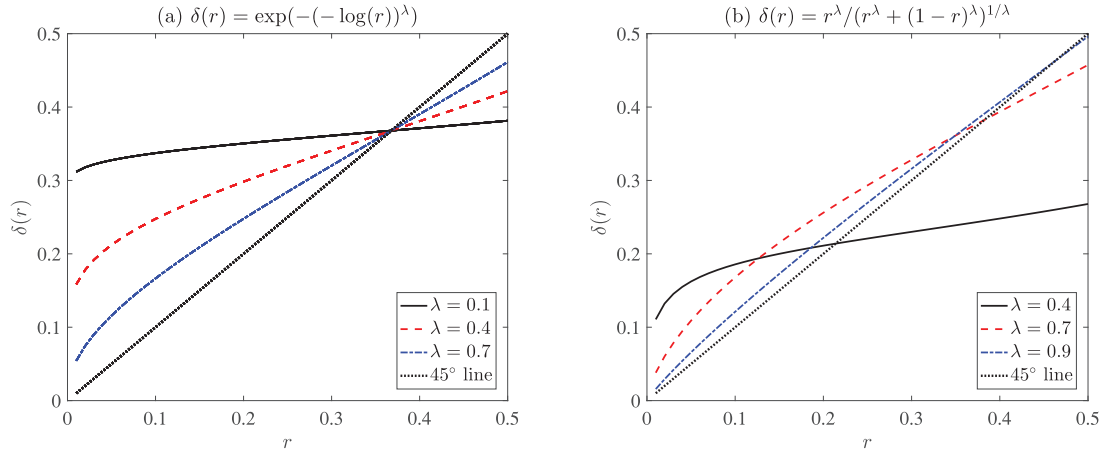 (a) δ(r) = exp(−(− log(r))^λ)
0.5
0.4
0.3
0.2
0.1
0
δ(r)
0
0.1
0.2
0.3
0.4
0.5
r
λ = 0.1
λ = 0.4
λ = 0.7
45° line
(b) δ(r) = r^λ/(r^λ + (1 − r)^λ)^{1/λ}
0.5
0.4
0.3
0.2
0.1
0
δ(r)
0
0.1
0.2
0.3
0.4
0.5
r
λ = 0.4
λ = 0.7
λ = 0.9
45° line